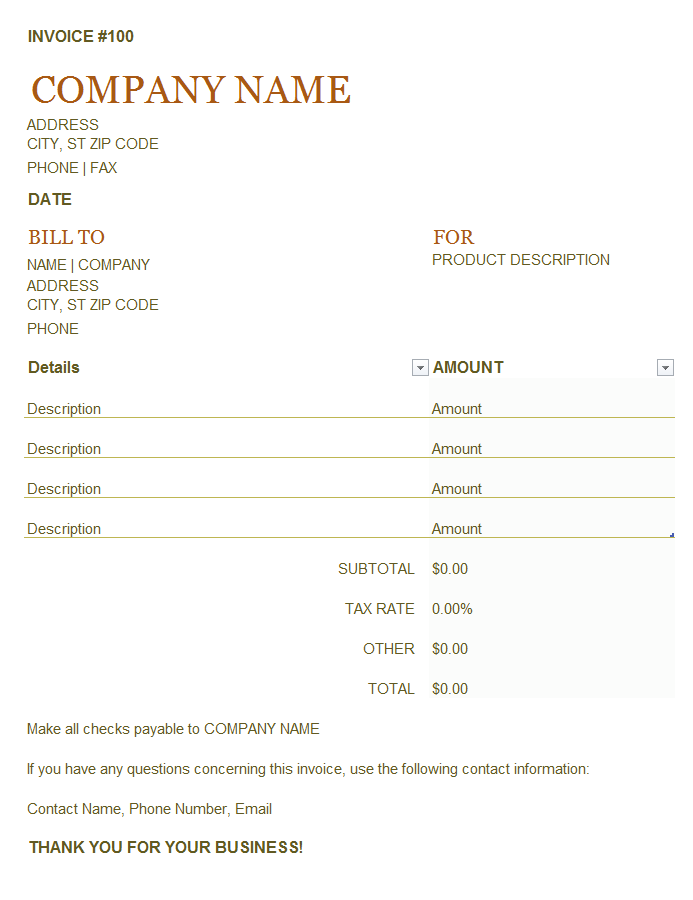 INVOICE #100
COMPANY NAME
ADDRESS
CITY, ST ZIP CODE
PHONE | FAX
DATE
BILL TO
FOR
NAME | COMPANY
PRODUCT DESCRIPTION
ADDRESS
CITY, ST ZIP CODE
PHONE
Details AMOUNT
Description Amount
Description Amount
Description Amount
Description Amount
SUBTOTAL $0.00
TAX RATE 0.00%
OTHER $0.00
TOTAL $0.00
Make all checks payable to COMPANY NAME
If you have any questions concerning this invoice, use the following contact information:
Contact Name, Phone Number, Email
THANK YOU FOR YOUR BUSINESS!